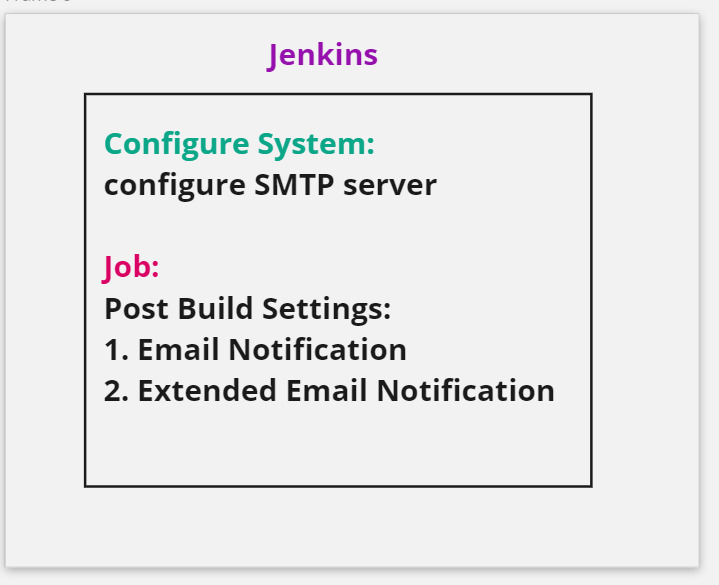 Jenkins
Configure System:
configure SMTP server
Job:
Post Build Settings:
1. Email Notification
2. Extended Email Notification